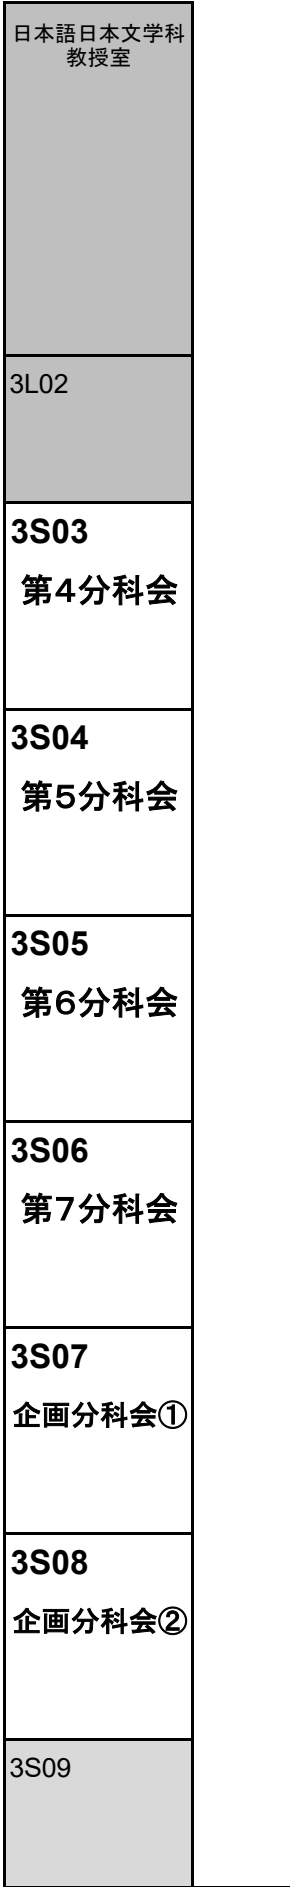 日本語日本文学科
教授室
3L02
3S03
第4分科会
3S04
第5分科会
3S05
第6分科会
3S06
第7分科会
3S07
企画分科会①
3S08
企画分科会②
3S09